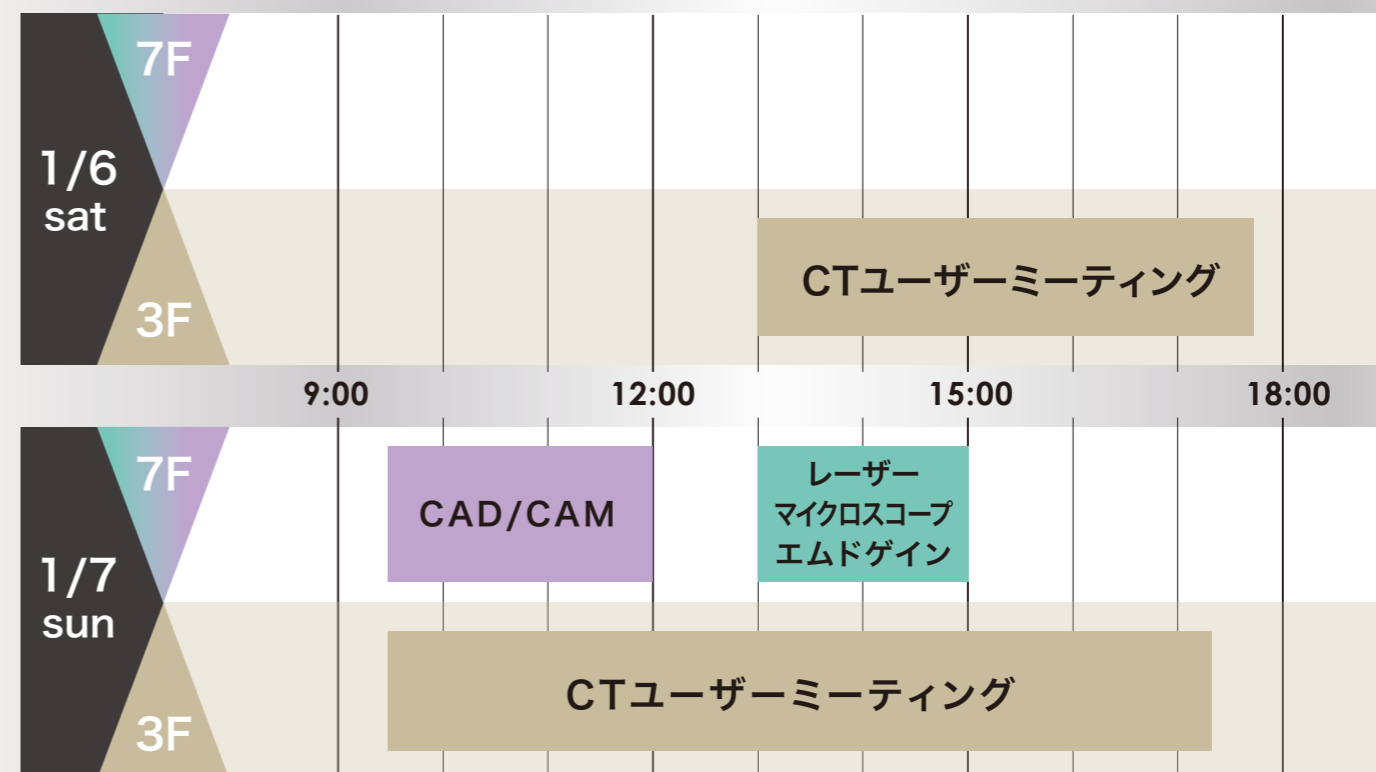 7F
1/6
sat
CTユーザーミーティング
3F
9:00 12:00 15:00 18:00
7F
CAD/CAM
レーザー
マイクロスコープ
エムドゲイン
1/7
sun
CTユーザーミーティング
3F